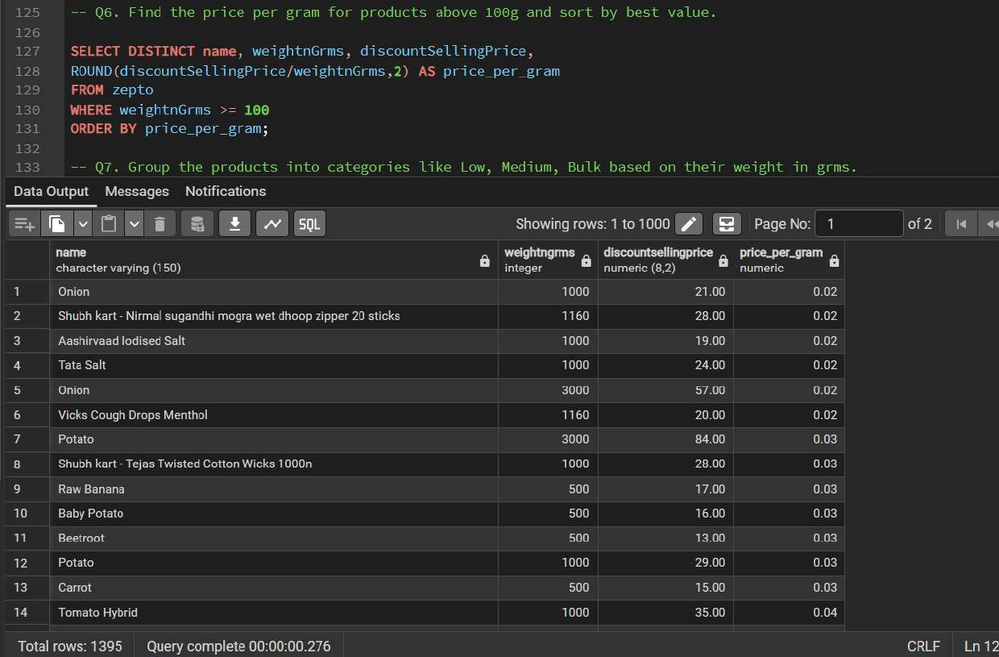 125 -- Q6. Find the price per gram for products above 100g and sort by best value.
126
127 SELECT DISTINCT name, weightnGrms, discountSellingPrice,
128 ROUND(discountSellingPrice/weightnGrms,2) AS price_per_gram
129 FROM zepto
130 WHERE weightnGrms >= 100
131 ORDER BY price_per_gram;
132
133 -- Q7. Group the products into categories like Low, Medium, Bulk based on their weight in grms.
Data Output Messages Notifications
SQL Showing rows: 1 to 1000 Page No: 1 of 2
name weightngrms discountsellingprice price_per_gram
character varying (150) integer numeric (8,2) numeric
1 Onion 1000 21.00 0.02
2 Shubh kart - Nirmal sugandhi mogra wet dhoop zipper 20 sticks 1160 28.00 0.02
3 Aashirvaad Iodised Salt 1000 19.00 0.02
4 Tata Salt 1000 24.00 0.02
5 Onion 3000 57.00 0.02
6 Vicks Cough Drops Menthol 1160 20.00 0.02
7 Potato 3000 84.00 0.03
8 Shubh kart - Tejas Twisted Cotton Wicks 1000n 1000 28.00 0.03
9 Raw Banana 500 17.00 0.03
10 Baby Potato 500 16.00 0.03
11 Beetroot 500 13.00 0.03
12 Potato 1000 29.00 0.03
13 Carrot 500 15.00 0.03
14 Tomato Hybrid 1000 35.00 0.04
Total rows: 1395 Query complete 00:00:00.276 CRLF Ln 12